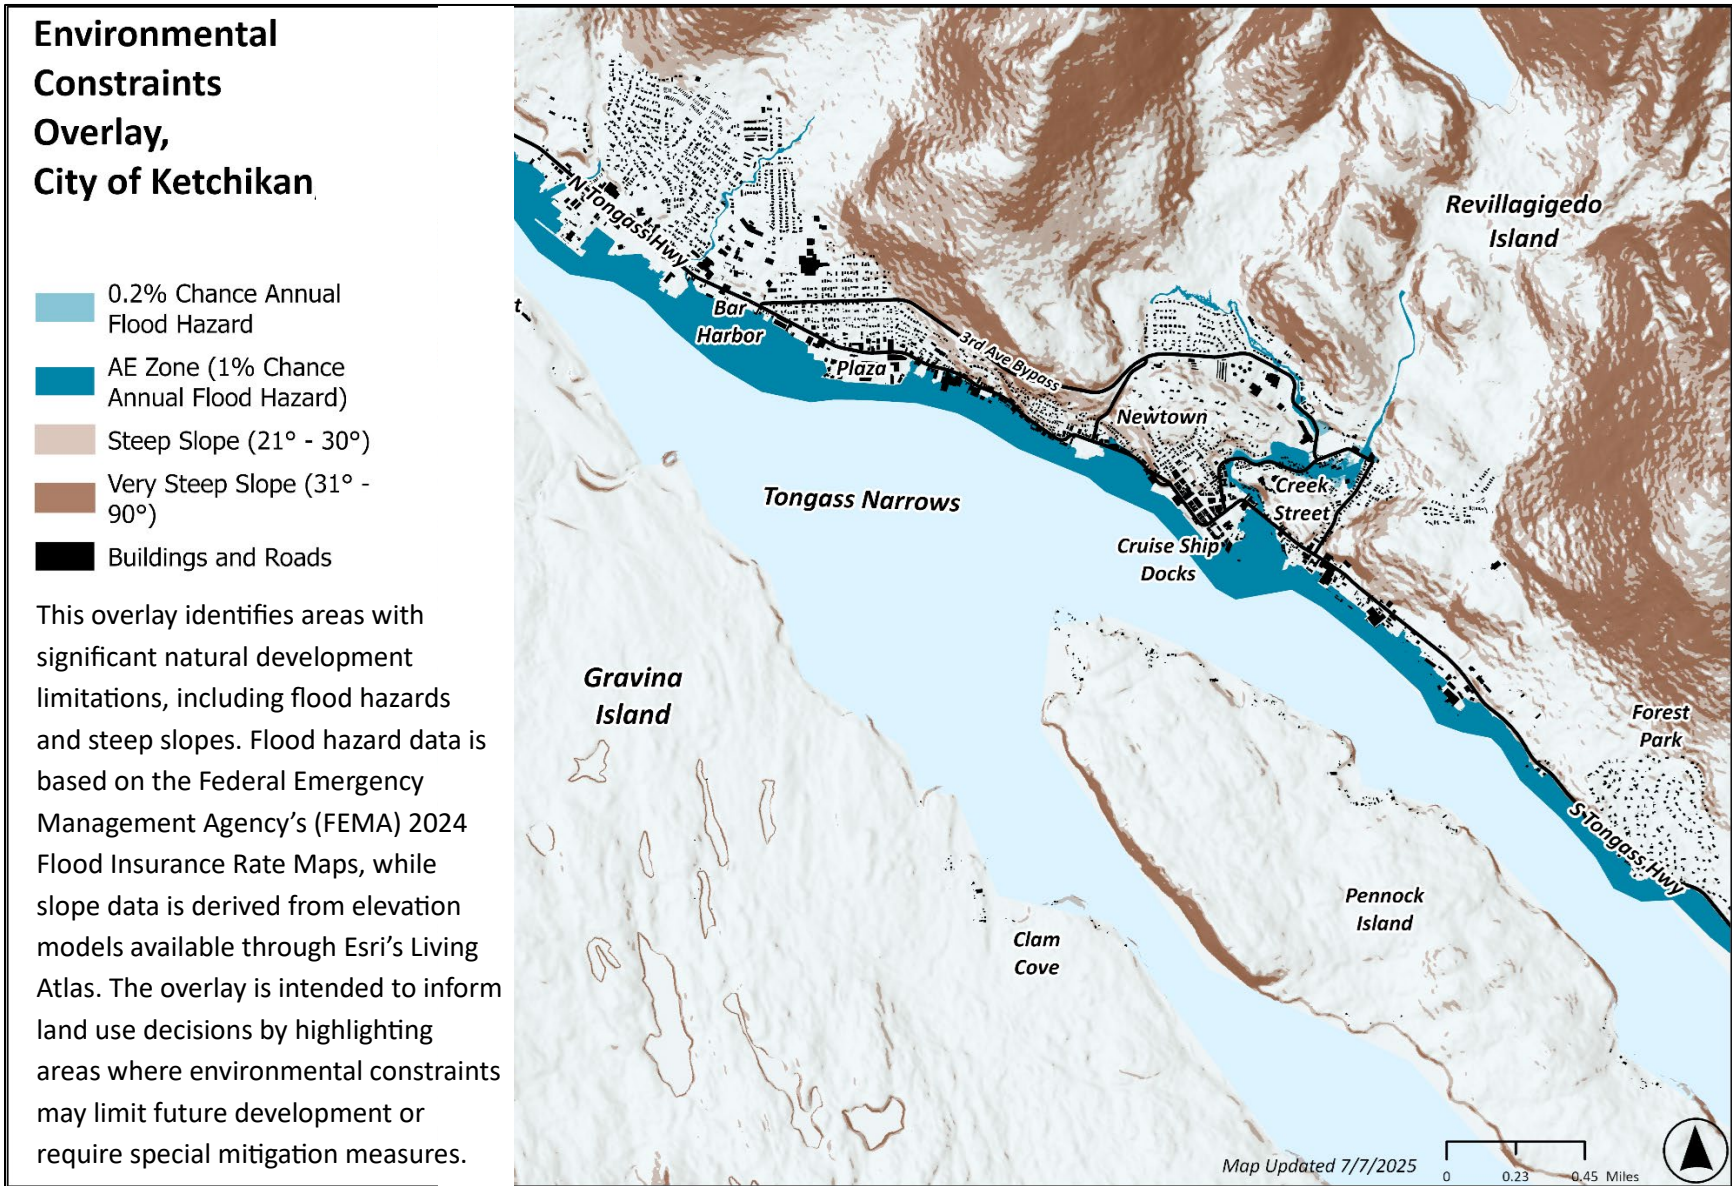 Environmental
Constraints
Overlay,
City of Ketchikan
0.2% Chance Annual
Flood Hazard
AE Zone (1% Chance
Annual Flood Hazard)
Steep Slope (21° - 30°)
Very Steep Slope (31° -
90°)
Buildings and Roads
This overlay identifies areas with
significant natural development
limitations, including flood hazards
and steep slopes. Flood hazard data is
based on the Federal Emergency
Management Agency’s (FEMA) 2024
Flood Insurance Rate Maps, while
slope data is derived from elevation
models available through Esri’s Living
Atlas. The overlay is intended to inform
land use decisions by highlighting
areas where environmental constraints
may limit future development or
require special mitigation measures.
N Tongass Hwy
Revillagigedo
Island
t
Bar
Harbor
3rd Ave Bypass
Plaza
Newtown
Creek
Street
Tongass Narrows
Cruise Ship
Docks
Gravina
Island
Forest
Park
S Tongass Hwy
Pennock
Island
Clam
Cove
Map Updated 7/7/2025
0 0.23 0.45 Miles